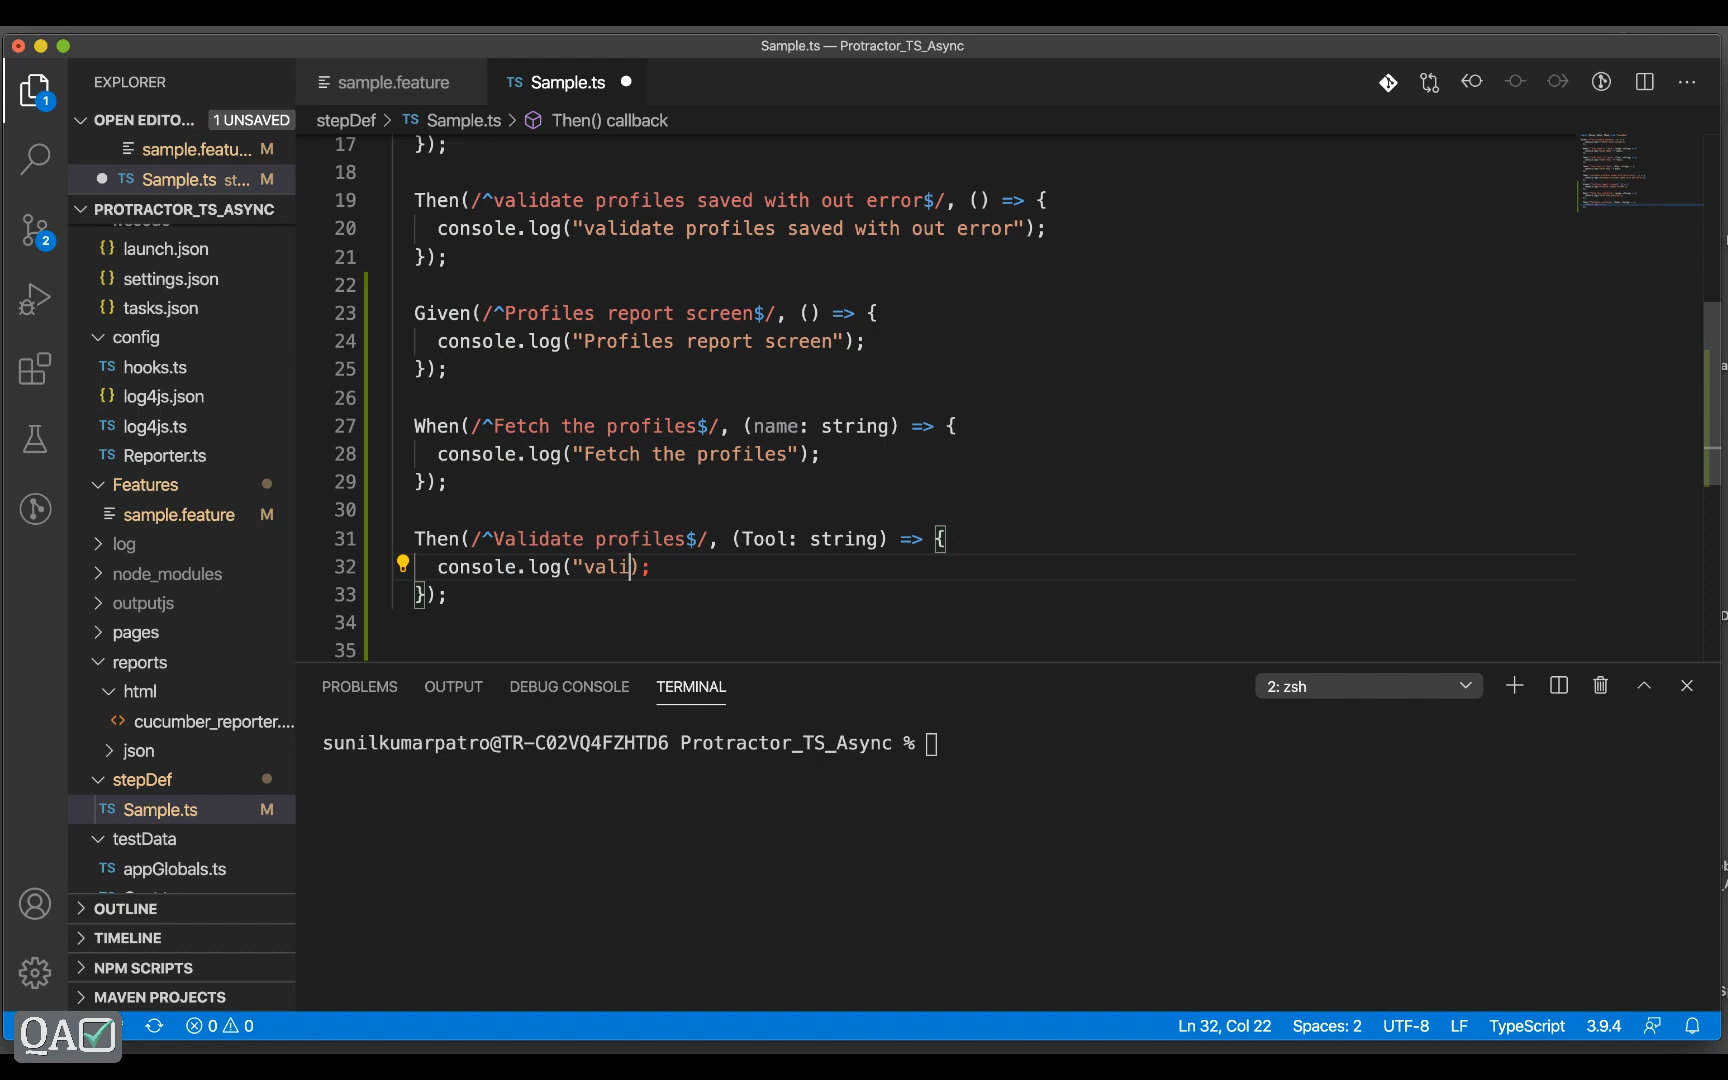 Sample.ts — Protractor_TS_Async
EXPLORER
sample.feature
TS Sample.ts
OPEN EDITO... 1 UNSAVED
stepDef > TS Sample.ts > Then() callback
sample.featu... M
TS Sample.ts st... M
PROTRACTOR_TS_ASYNC
{} launch.json
{} settings.json
{} tasks.json
config
TS hooks.ts
{} log4js.json
TS log4js.ts
TS Reporter.ts
Features
sample.feature M
log
node_modules
outputjs
pages
reports
html
<> cucumber_reporter....
json
stepDef
TS Sample.ts M
testData
TS appGlobals.ts
OUTLINE
TIMELINE
NPM SCRIPTS
MAVEN PROJECTS
1
2
17 });
18
19 Then(/^validate profiles saved with out error$/, () => {
20 console.log("validate profiles saved with out error");
21 });
22
23 Given(/^Profiles report screen$/, () => {
24 console.log("Profiles report screen");
25 });
26
27 When(/^Fetch the profiles$/, (name: string) => {
28 console.log("Fetch the profiles");
29 });
30
31 Then(/^Validate profiles$/, (Tool: string) => {
32 console.log("vali);
33 });
34
35
PROBLEMS OUTPUT DEBUG CONSOLE TERMINAL 2: zsh
sunilkumarpatro@TR-C02VQ4FZHTD6 Protractor_TS_Async %
QA
0 0 Ln 32, Col 22 Spaces: 2 UTF-8 LF TypeScript 3.9.4